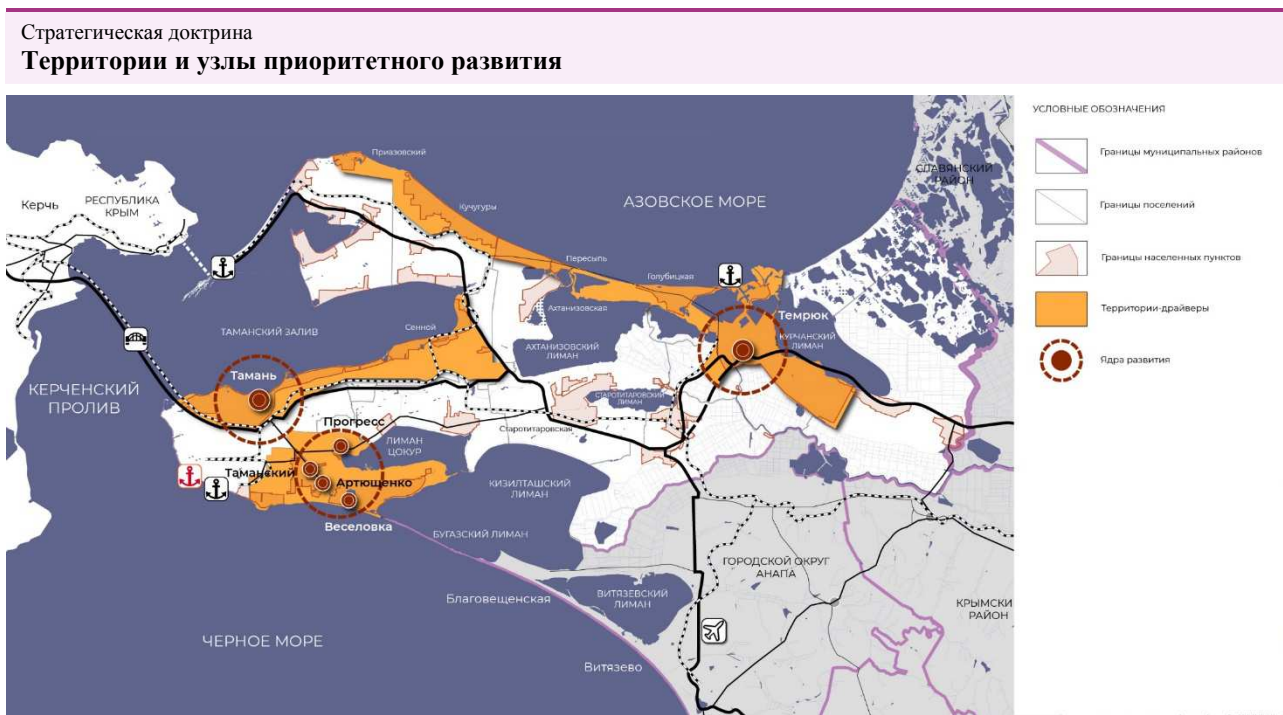 Стратегическая доктрина
Территории и узлы приоритетного развития
УСЛОВНЫЕ ОБОЗНАЧЕНИЯ
Границы муниципальных районов
Границы поселений
Границы населенных пунктов
Территории-драйверы
Ядра развития
Приазовский
СЛАВЯНСКИЙ
РАЙОН
Керчь
РЕСПУБЛИКА
КРЫМ
Кучугуры
АЗОВСКОЕ МОРЕ
Пересыпь
Голубицкая
Ахтанизовская
Темрюк
ТАМАНСКИЙ ЗАЛИВ
Сенной
КУРЧАНСКИЙ
ЛИМАН
АХТАНИЗОВСКИЙ
ЛИМАН
Тамань
КЕРЧЕНСКИЙ
ПРОЛИВ
СТАРОТИТАРОВСКИЙ
ЛИМАН
Прогресс
Старотитаровская
ЛИМАН
ЦОКУР
Таманский
Артющенко
КИЗИЛТАШСКИЙ
ЛИМАН
Веселовка
БУГАЗСКИЙ ЛИМАН
ГОРОДСКОЙ ОКРУГ
АНАПА
ВИТЯЗЕВСКИЙ
ЛИМАН
Благовещенская
КРЫМСКИ
РАЙОН
ЧЕРНОЕ МОРЕ
Витязево